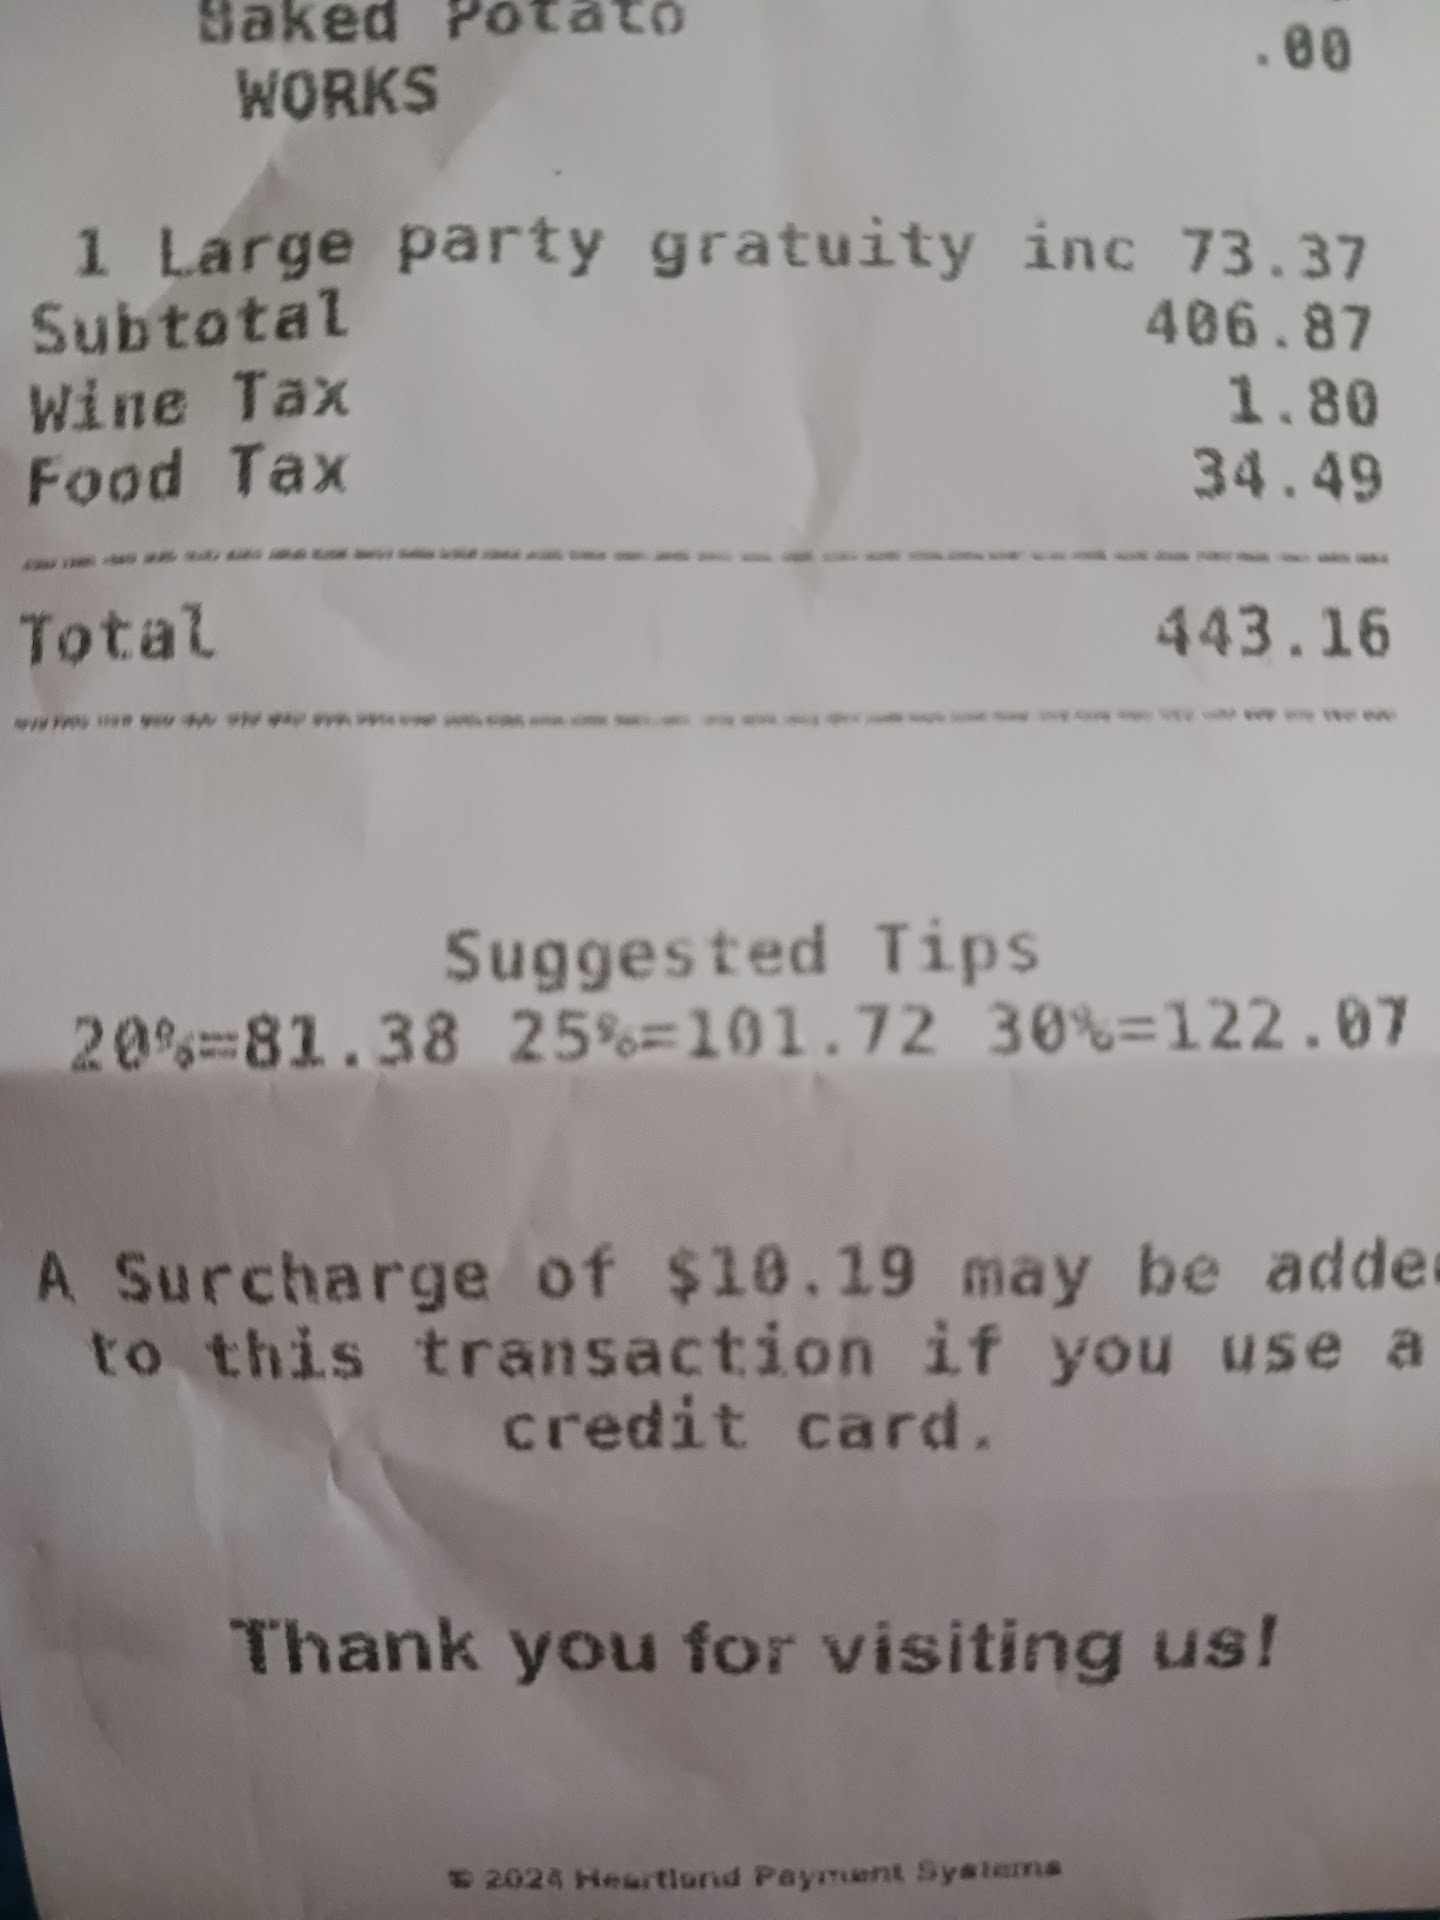 Baked Potato
.00
WORKS
1 Large party gratuity inc 73.37
Subtotal 406.87
Wine Tax 1.80
Food Tax 34.49
Total 443.16
Suggested Tips
20%=81.38 25%=101.72 30%=122.07
A Surcharge of $10.19 may be added
to this transaction if you use a
credit card.
Thank you for visiting us!
© 2024 Heartland Payment Systems